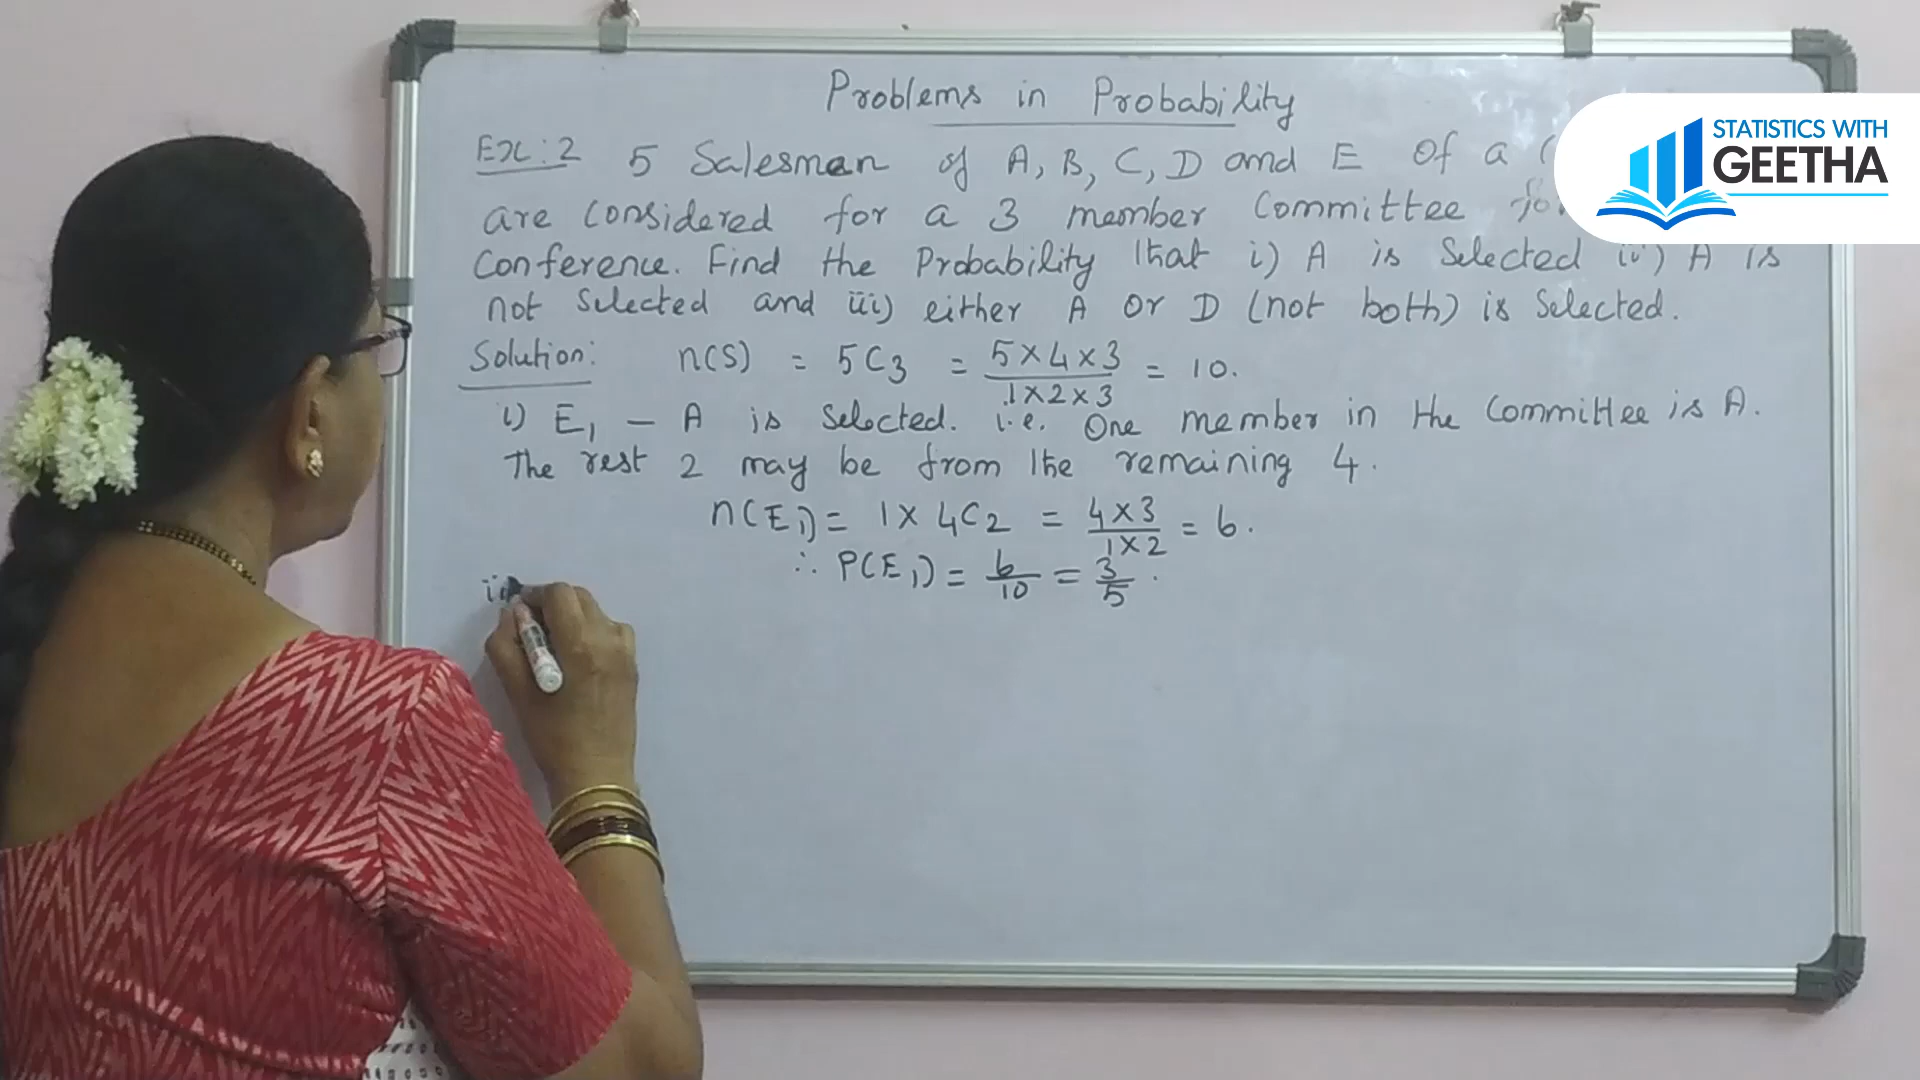 Problems in Probability
Ex:2 5 Salesman of A, B, C, D and E of a
are considered for a 3 member Committee
Conference. Find the Probability that i) A is Selected ii) A is
not Selected and iii) either A or D (not both) is Selected.
Solution: n(S) = 5C3 = 5×4×3/1×2×3 = 10.
i) E1 – A is Selected. i.e. One member in the Committee is A.
The rest 2 may be from the remaining 4.
n(E1) = 1 × 4C2 = 4×3/1×2 = 6.
∴ P(E1) = 6/10 = 3/5.
STATISTICS WITH
GEETHA